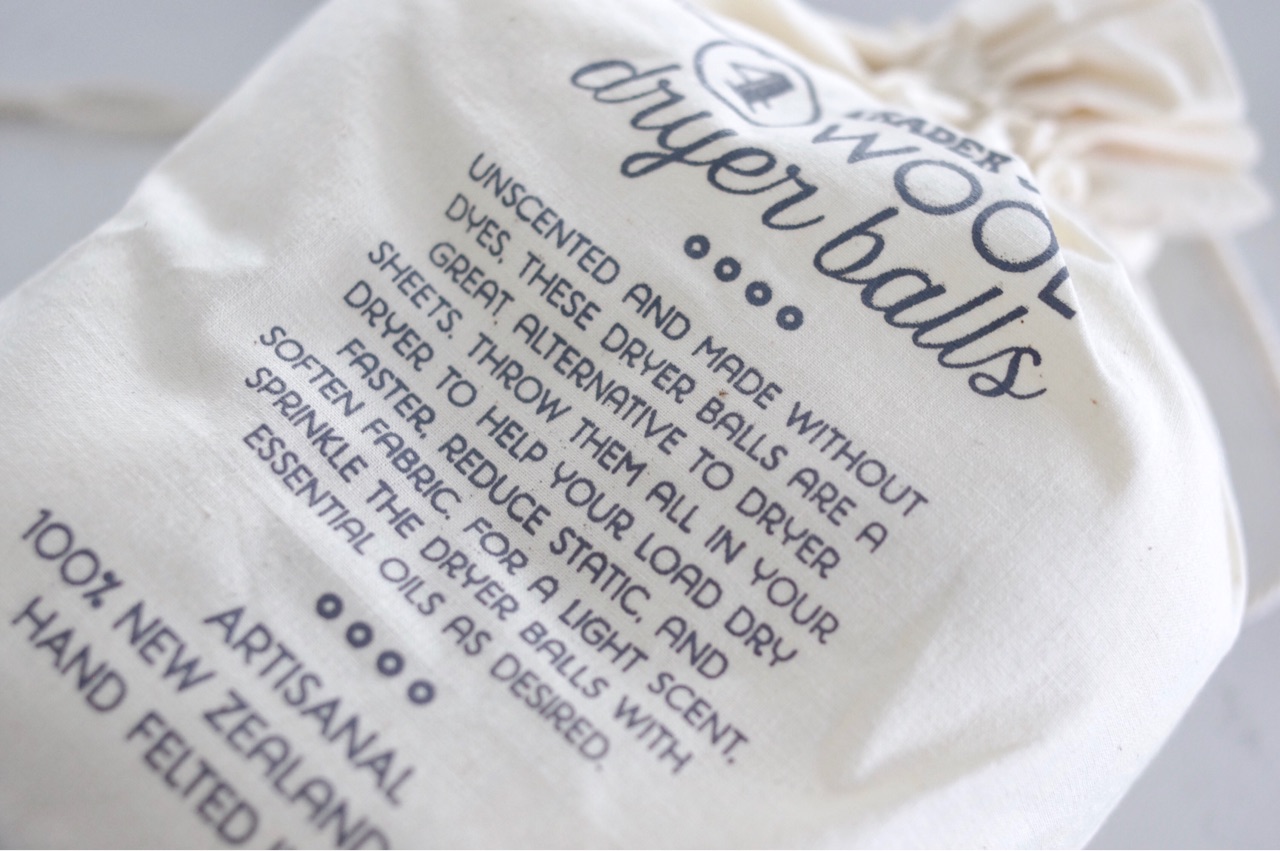 TRADER
4 WOOL
dryer balls
UNSCENTED AND MADE WITHOUT
DYES, THESE DRYER BALLS ARE A
GREAT ALTERNATIVE TO DRYER
SHEETS. THROW THEM ALL IN YOUR
DRYER TO HELP YOUR LOAD DRY
FASTER, REDUCE STATIC, AND
SOFTEN FABRIC. FOR A LIGHT SCENT,
SPRINKLE THE DRYER BALLS WITH
ESSENTIAL OILS AS DESIRED.
ARTISANAL
100% NEW ZEALAND
HAND FELTED